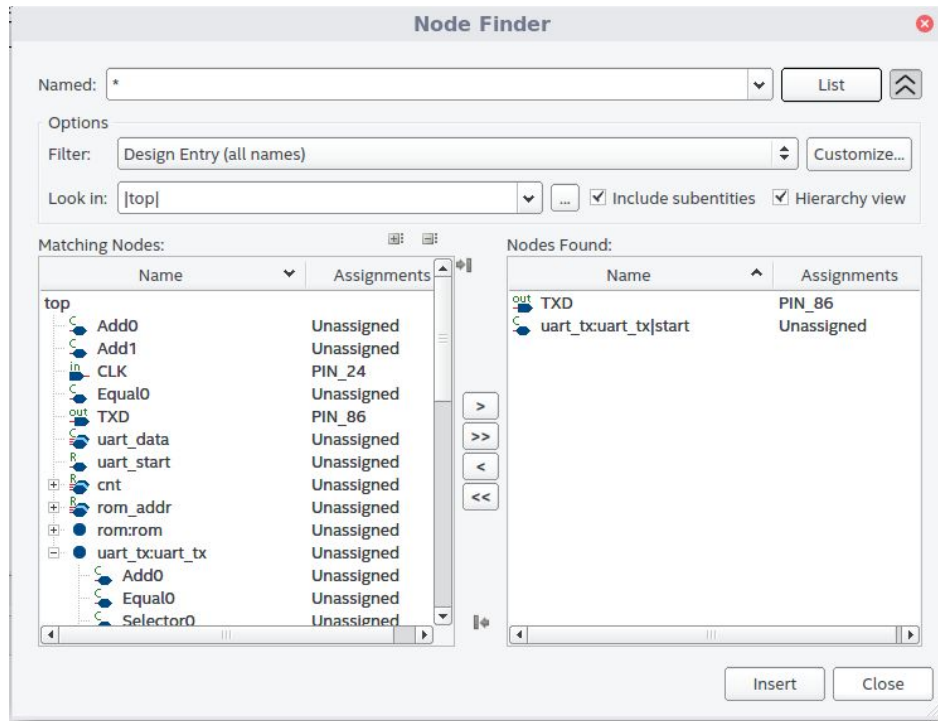 Node Finder
Named: * List
Options
Filter: Design Entry (all names) Customize...
Look in: |top| ... Include subentities Hierarchy view
Matching Nodes:
Name Assignments
top
C Add0 Unassigned
C Add1 Unassigned
in CLK PIN_24
C Equal0 Unassigned
out TXD PIN_86
C uart_data Unassigned
R uart_start Unassigned
R cnt Unassigned
R rom_addr Unassigned
rom:rom Unassigned
uart_tx:uart_tx Unassigned
C Add0 Unassigned
C Equal0 Unassigned
C Selector0 Unassigned
>
>>
<
<<
Nodes Found:
Name Assignments
out TXD PIN_86
C uart_tx:uart_tx|start Unassigned
Insert Close